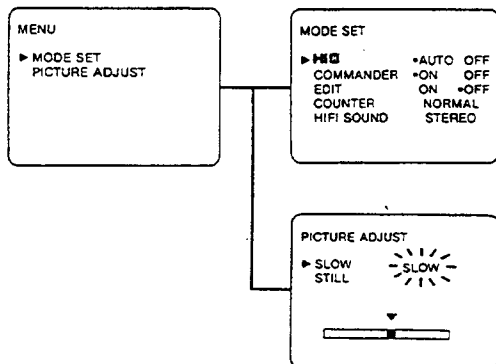 MENU
► MODE SET
PICTURE ADJUST
MODE SET
► Hi8 •AUTO OFF
COMMANDER •ON OFF
EDIT ON •OFF
COUNTER NORMAL
HIFI SOUND STEREO
PICTURE ADJUST
► SLOW SLOW
STILL